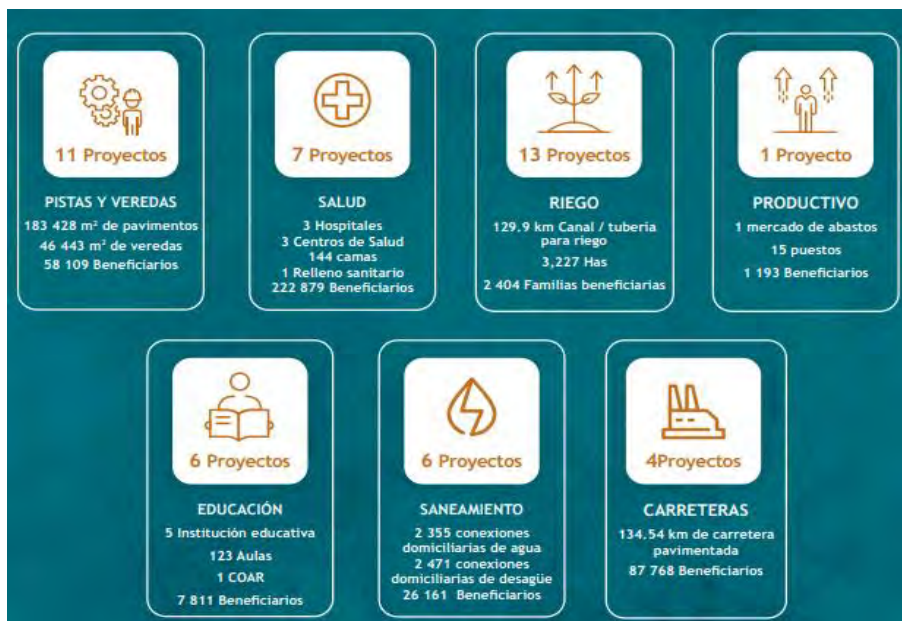 11 Proyectos
PISTAS Y VEREDAS
183 428 m² de pavimentos
46 443 m² de veredas
58 109 Beneficiarios
7 Proyectos
SALUD
3 Hospitales
3 Centros de Salud
144 camas
1 Relleno sanitario
222 879 Beneficiarios
13 Proyectos
RIEGO
129.9 km Canal / tuberia
para riego
3,227 Has
2 404 Familias beneficiarias
1 Proyecto
PRODUCTIVO
1 mercado de abastos
15 puestos
1 193 Beneficiarios
6 Proyectos
EDUCACIÓN
5 Institución educativa
123 Aulas
1 COAR
7 811 Beneficiarios
6 Proyectos
SANEAMIENTO
2 355 conexiones
domiciliarias de agua
2 471 conexiones
domiciliarias de desagüe
26 161 Beneficiarios
4Proyectos
CARRETERAS
134.54 km de carretera
pavimentada
87 768 Beneficiarios